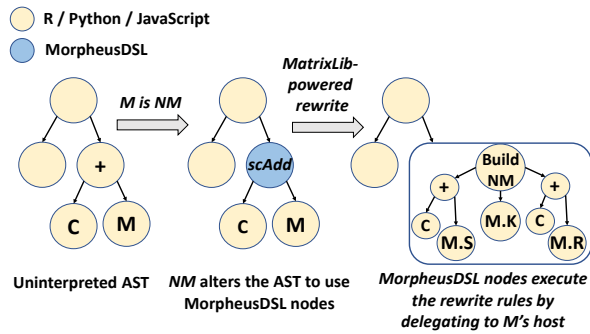 R / Python / JavaScript
MorpheusDSL
M is NM
MatrixLib-
powered
rewrite
+
C
M
scAdd
C
M
Build
NM
+
+
C
M.S
M.K
C
M.R
Uninterpreted AST
NM alters the AST to use
MorpheusDSL nodes
MorpheusDSL nodes execute
the rewrite rules by
delegating to M's host